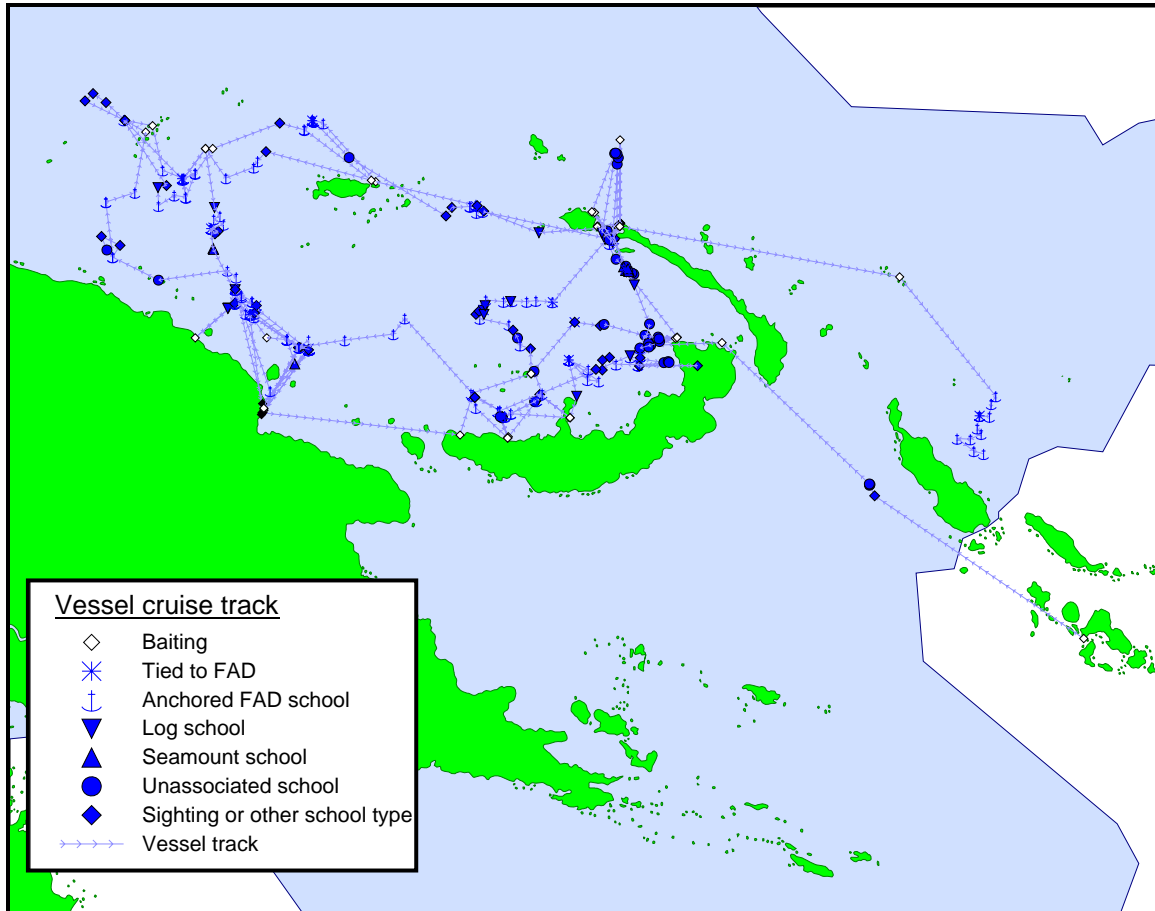 Vessel cruise track
Baiting
Tied to FAD
Anchored FAD school
Log school
Seamount school
Unassociated school
Sighting or other school type
Vessel track